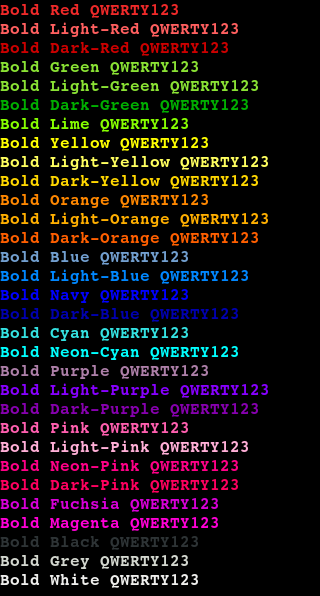 Bold Red QWERTY123
Bold Light-Red QWERTY123
Bold Dark-Red QWERTY123
Bold Green QWERTY123
Bold Light-Green QWERTY123
Bold Dark-Green QWERTY123
Bold Lime QWERTY123
Bold Yellow QWERTY123
Bold Light-Yellow QWERTY123
Bold Dark-Yellow QWERTY123
Bold Orange QWERTY123
Bold Light-Orange QWERTY123
Bold Dark-Orange QWERTY123
Bold Blue QWERTY123
Bold Light-Blue QWERTY123
Bold Navy QWERTY123
Bold Dark-Blue QWERTY123
Bold Cyan QWERTY123
Bold Neon-Cyan QWERTY123
Bold Purple QWERTY123
Bold Light-Purple QWERTY123
Bold Dark-Purple QWERTY123
Bold Pink QWERTY123
Bold Light-Pink QWERTY123
Bold Neon-Pink QWERTY123
Bold Dark-Pink QWERTY123
Bold Fuchsia QWERTY123
Bold Magenta QWERTY123
Bold Black QWERTY123
Bold Grey QWERTY123
Bold White QWERTY123